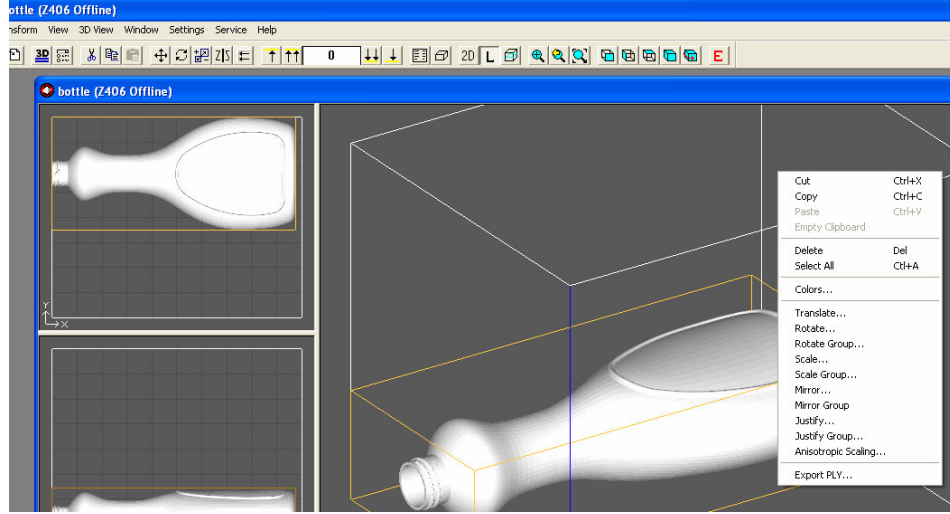 ottle (Z406 Offline)
nsform View 3D View Window Settings Service Help
3D 0 2D L E
bottle (Z406 Offline)
Y
X
Cut Ctrl+X
Copy Ctrl+C
Paste Ctrl+V
Empty Clipboard
Delete Del
Select All Ctl+A
Colors...
Translate...
Rotate...
Rotate Group...
Scale...
Scale Group...
Mirror...
Mirror Group
Justify...
Justify Group...
Anisotropic Scaling...
Export PLY...